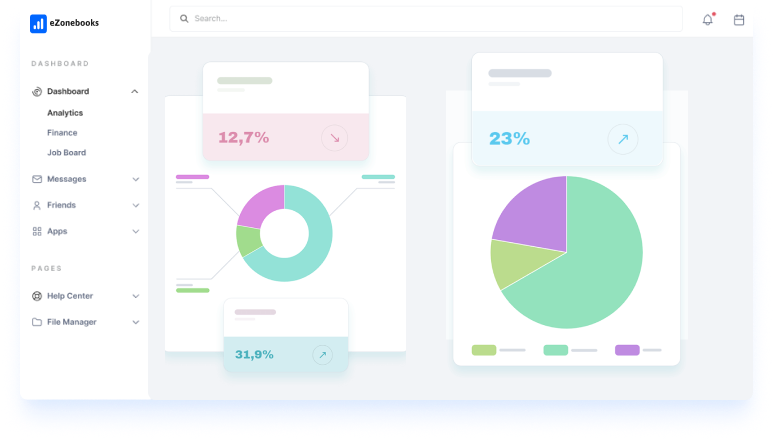 eZonebooks
Search...
DASHBOARD
Dashboard
Analytics
Finance
Job Board
Messages
Friends
Apps
PAGES
Help Center
File Manager
12,7%
31,9%
23%